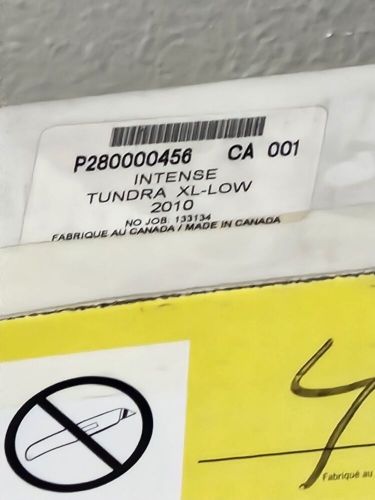 P280000456 CA 001
INTENSE
TUNDRA XL-LOW
2010
NO JOB: 133134
FABRIQUE AU CANADA / MADE IN CANADA
Fabriqué au